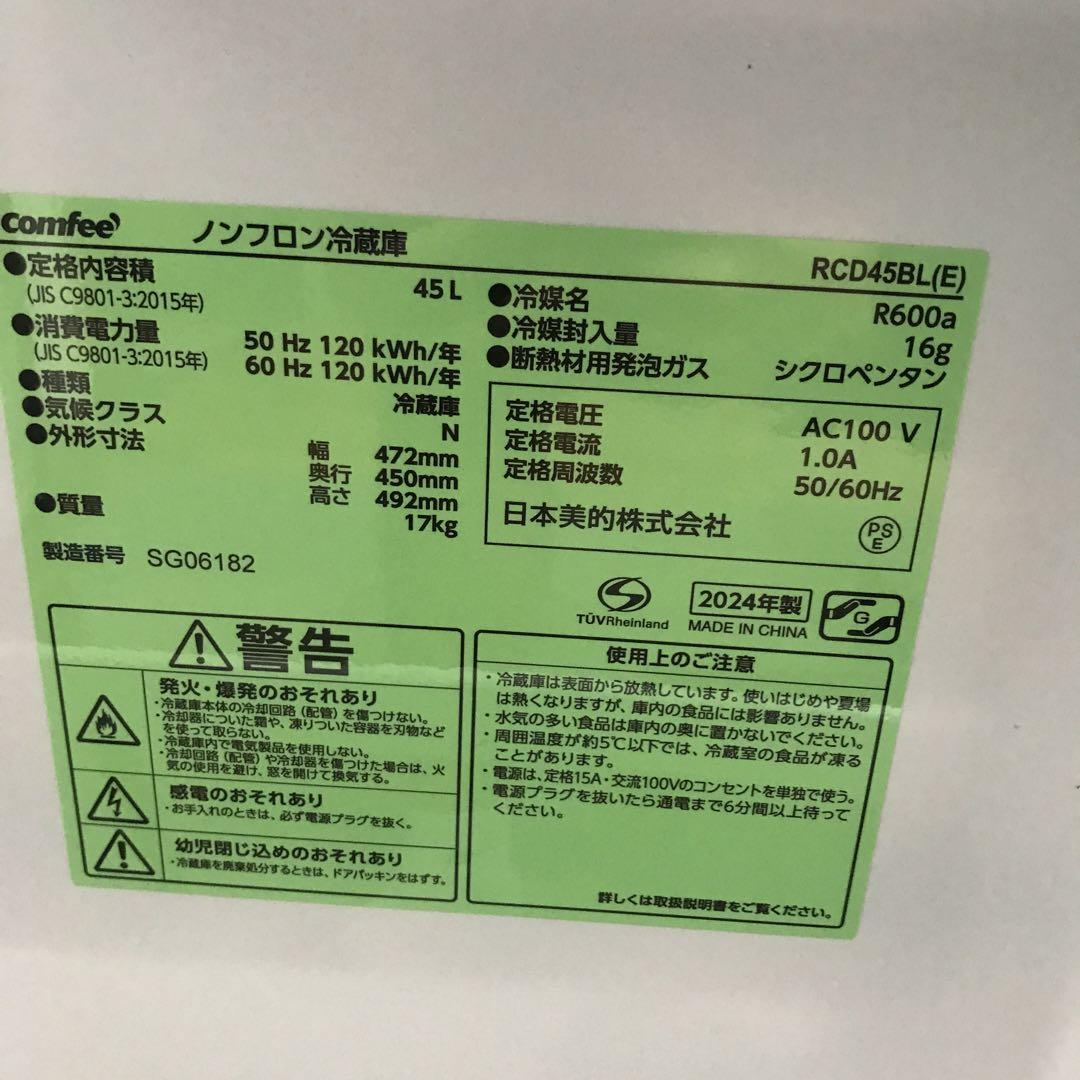 comfee'
ノンフロン冷蔵庫
RCD45BL(E)
●定格内容積 45L
(JIS C9801-3:2015年)
●消費電力量 50 Hz 120 kWh/年
(JIS C9801-3:2015年) 60 Hz 120 kWh/年
●種類 冷蔵庫
●気候クラス N
●外形寸法 幅 472mm
奥行 450mm
高さ 492mm
●質量 17kg
製造番号 SG06182
●冷媒名 R600a
●冷媒封入量 16g
●断熱材用発泡ガス シクロペンタン
定格電圧 AC100 V
定格電流 1.0A
定格周波数 50/60Hz
日本美的株式会社
PS
E
TÜVRheinland
2024年製
MADE IN CHINA
G
警告
発火・爆発のおそれあり
・冷蔵庫本体の冷却回路(配管)を傷つけない。
・冷却器についた霜や、凍りついた容器を刃物など
を使って取らない。
・冷蔵庫内で電気製品を使用しない。
・冷却回路(配管)や冷却器を傷つけた場合は、火
気の使用を避け、窓を開けて換気する。
感電のおそれあり
・お手入れのときは、必ず電源プラグを抜く。
幼児閉じ込めのおそれあり
・冷蔵庫を廃棄処分するときは、ドアパッキンをはずす。
使用上のご注意
・冷蔵庫は表面から放熱しています。使いはじめや夏場
は熱くなりますが、庫内の食品には影響ありません。
・水気の多い食品は庫内の奥に置かないでください。
・周囲温度が約5℃以下では、冷蔵室の食品が凍る
ことがあります。
・電源は、定格15A・交流100Vのコンセントを単独で使う。
・電源プラグを抜いたら通電まで6分間以上待って
ください。
詳しくは取扱説明書をご覧ください。